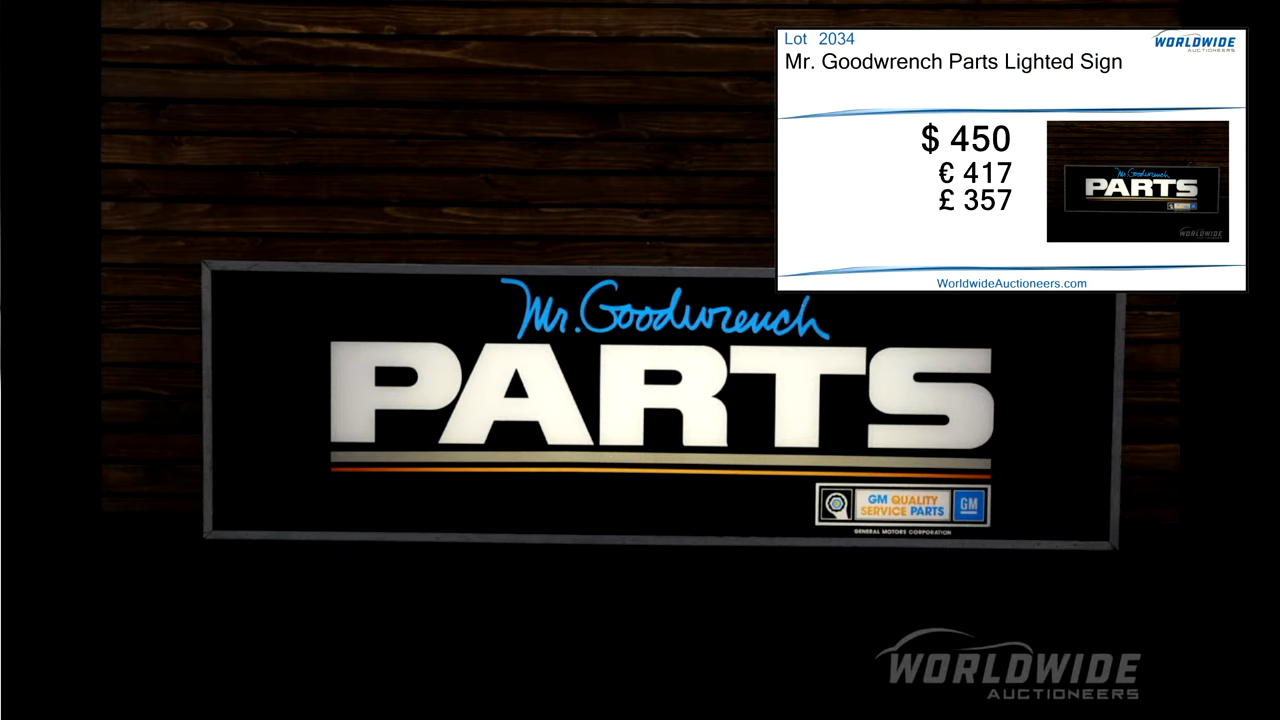 Lot 2034
WORLDWIDE
AUCTIONEERS
Mr. Goodwrench Parts Lighted Sign
$ 450
€ 417
£ 357
Mr. Goodwrench
PARTS
WORLDWIDE
AUCTIONEERS
WorldwideAuctioneers.com
Mr. Goodwrench
PARTS
GM QUALITY
SERVICE PARTS
GM
GENERAL MOTORS CORPORATION
WORLDWIDE
AUCTIONEERS